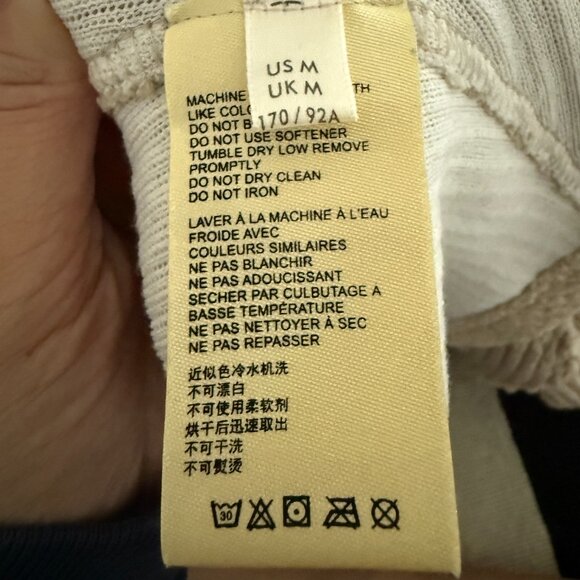 US M
UK M
170/92A
MACHINE TH
LIKE COLO
DO NOT B
DO NOT USE SOFTENER
TUMBLE DRY LOW REMOVE
PROMPTLY
DO NOT DRY CLEAN
DO NOT IRON
LAVER À LA MACHINE À L'EAU
FROIDE AVEC
COULEURS SIMILAIRES
NE PAS BLANCHIR
NE PAS ADOUCISSANT
SECHER PAR CULBUTAGE A
BASSE TEMPÉRATURE
NE PAS NETTOYER À SEC
NE PAS REPASSER
近似色冷水机洗
不可漂白
不可使用柔软剂
烘干后迅速取出
不可干洗
不可熨烫
30